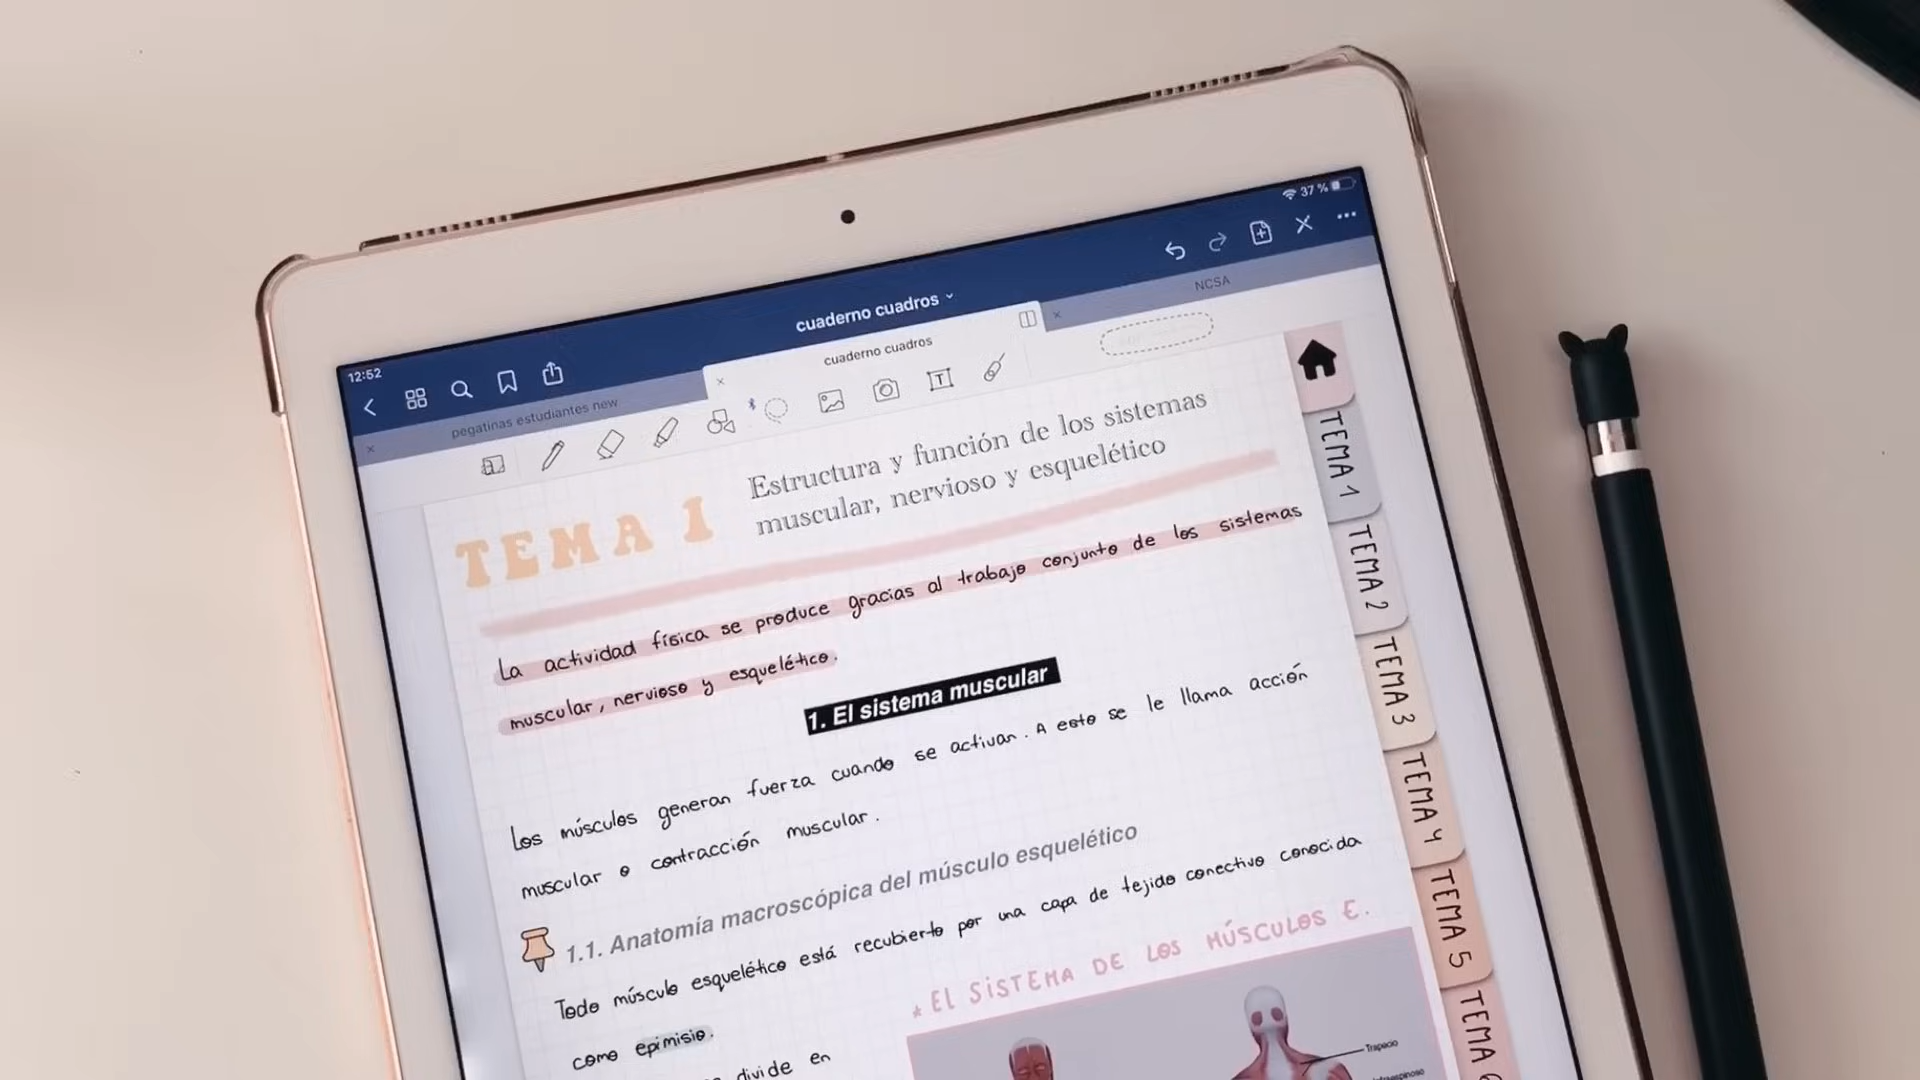 37 %
12:52
cuaderno cuadros
pegatinas estudiantes new
cuaderno cuadros
NCSA
TEMA 1
Estructura y función de los sistemas
muscular, nervioso y esquelético
La actividad física se produce gracias al trabajo conjunto de los sistemas
muscular, nervioso y esquelético.
1. El sistema muscular
Los músculos generan fuerza cuando se activan. A esto se le llama acción
muscular o contracción muscular.
1.1. Anatomía macroscópica del músculo esquelético
Todo músculo esquelético está recubierto por una capa de tejido conectivo conocida
como epimisio.
divide en
* EL SISTEMA DE LOS MÚSCULOS E.
Trapecio
TEMA 1
TEMA 2
TEMA 3
TEMA 4
TEMA 5
TEMA